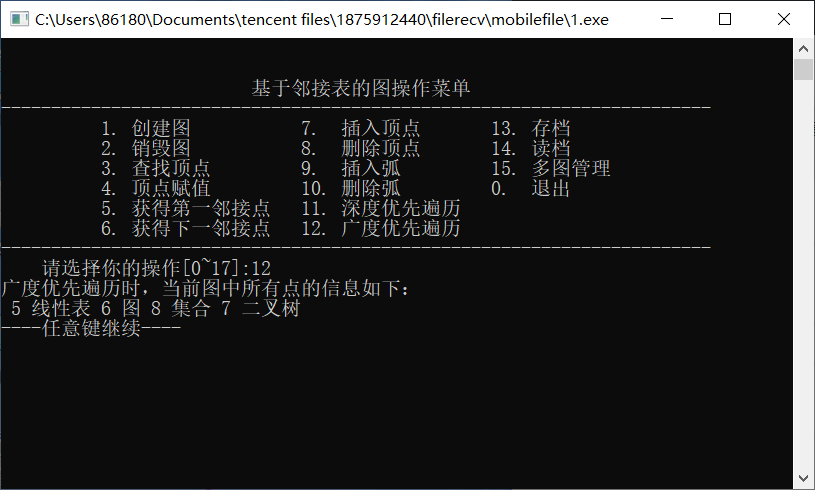 C:\Users\86180\Documents\tencent files\1875912440\filerecv\mobilefile\1.exe
基于邻接表的图操作菜单
-----------------------------------------------------------------------
1. 创建图 7. 插入顶点 13. 存档
2. 销毁图 8. 删除顶点 14. 读档
3. 查找顶点 9. 插入弧 15. 多图管理
4. 顶点赋值 10. 删除弧 0. 退出
5. 获得第一邻接点 11. 深度优先遍历
6. 获得下一邻接点 12. 广度优先遍历
-----------------------------------------------------------------------
请选择你的操作[0~17]:12
广度优先遍历时，当前图中所有点的信息如下：
5 线性表 6 图 8 集合 7 二叉树
----任意键继续----